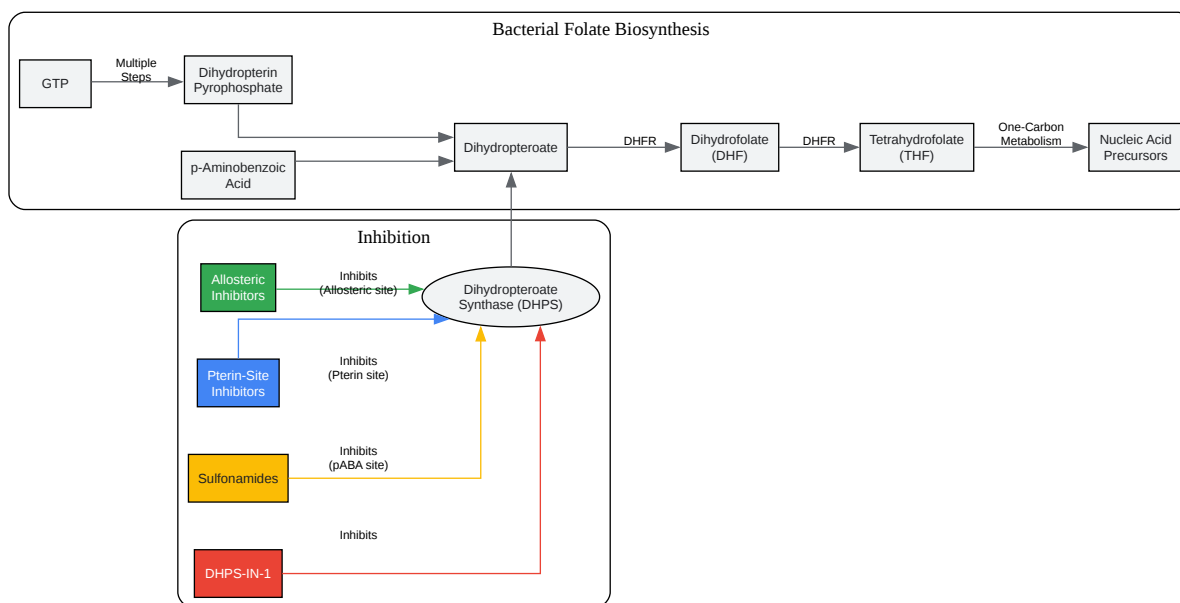 Bacterial Folate Biosynthesis
GTP
Multiple
Steps
Dihydropterin
Pyrophosphate
p-Aminobenzoic
Acid
Dihydropteroate
DHFR
Dihydrofolate
(DHF)
DHFR
Tetrahydrofolate
(THF)
One-Carbon
Metabolism
Nucleic Acid
Precursors
Inhibition
Allosteric
Inhibitors
Inhibits
(Allosteric site)
Dihydropteroate
Synthase (DHPS)
Pterin-Site
Inhibitors
Inhibits
(Pterin site)
Sulfonamides
Inhibits
(pABA site)
DHPS-IN-1
Inhibits